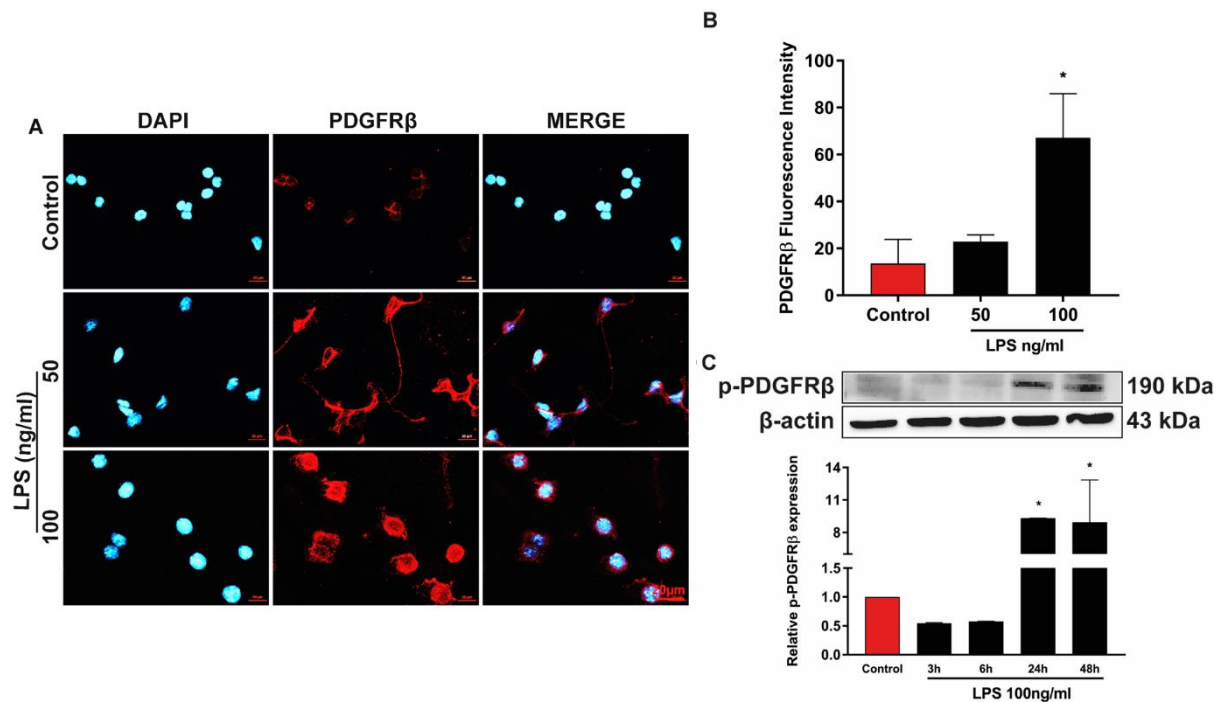 A
DAPI
PDGFRβ
MERGE
Control
LPS (ng/ml)
50
100
20µm
B
PDGFRβ Fluorescence Intensity
100
80
60
40
20
0
*
Control
50
100
LPS ng/ml
C
p-PDGFRβ
190 kDa
β-actin
43 kDa
Relative p-PDGFRβ expression
14
11
8
1.5
1.0
0.5
0.0
*
*
Control
3h
6h
24h
48h
LPS 100ng/ml